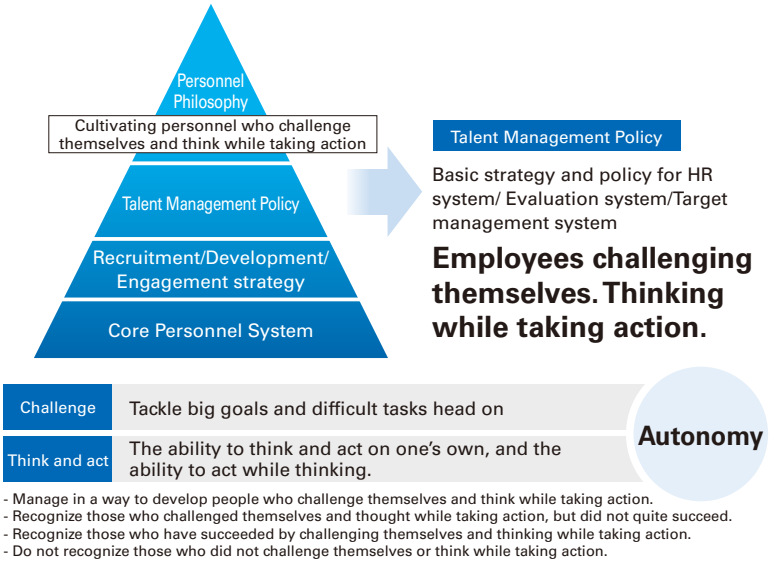 Personnel
Philosophy
Cultivating personnel who challenge
themselves and think while taking action
Talent Management Policy
Recruitment/Development/
Engagement strategy
Core Personnel System
Talent Management Policy
Basic strategy and policy for HR
system/ Evaluation system/Target
management system
Employees challenging
themselves. Thinking
while taking action.
Challenge
Tackle big goals and difficult tasks head on
Think and act
The ability to think and act on one's own, and the
ability to act while thinking.
Autonomy
- Manage in a way to develop people who challenge themselves and think while taking action.
- Recognize those who challenged themselves and thought while taking action, but did not quite succeed.
- Recognize those who have succeeded by challenging themselves and thinking while taking action.
- Do not recognize those who did not challenge themselves or think while taking action.